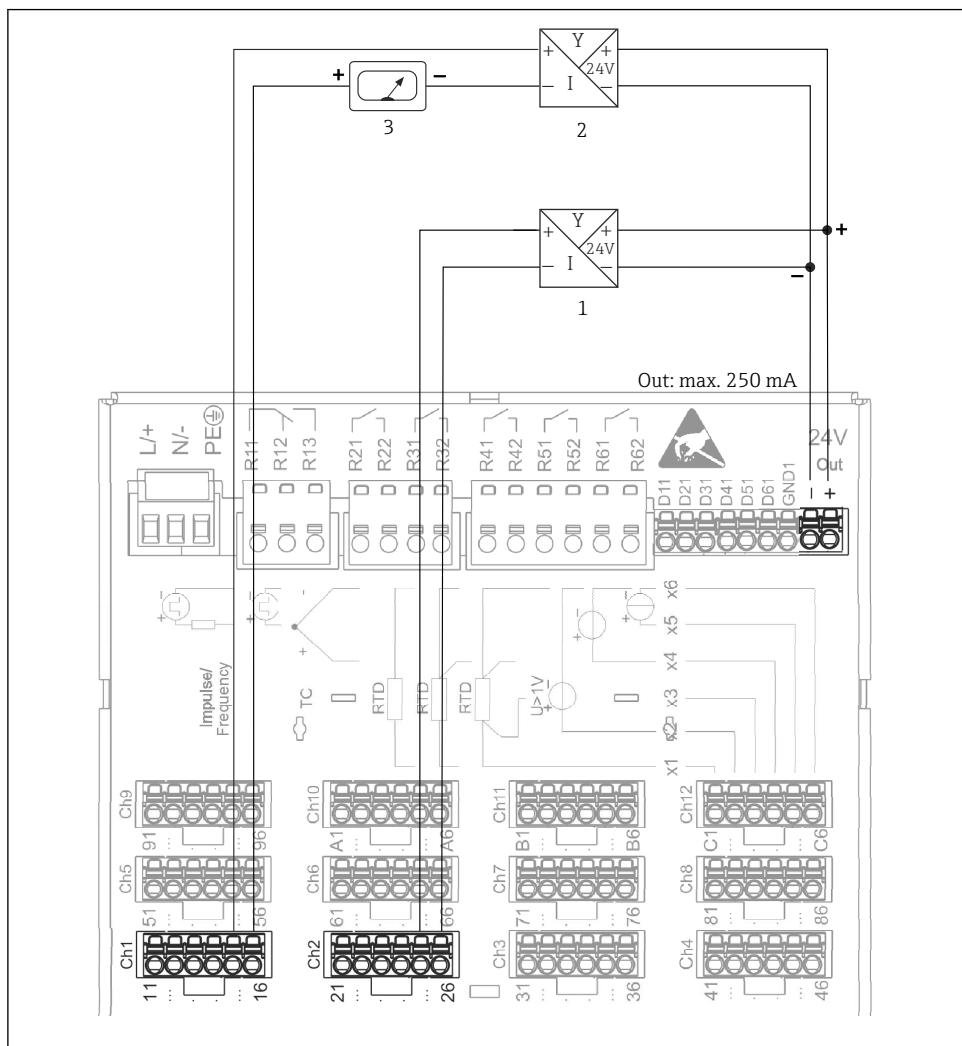 Y
+ +
24V
− I −
2
+ −
3
Y
+ +
24V
− I −
1
+
−
Out: max. 250 mA
L/+
N/-
PE
R11
R12
R13
R21
R22
R31
R32
R41
R42
R51
R52
R61
R62
D11
D21
D31
D41
D51
D61
GND1
24V
Out
− +
+ -
+ -
-
+
Impulse/
Frequency
TC
RTD
RTD
RTD
U>1V
+ -
+ -
+ -
x6
x5
x4
x3
x2
x1
Ch9
91 ... . ... 96
Ch10
A1 ... . ... A6
Ch11
B1 ... . ... B6
Ch12
C1 ... . ... C6
Ch5
51 ... . ... 56
Ch6
61 ... . ... 66
Ch7
71 ... . ... 76
Ch8
81 ... . ... 86
Ch1
11 ... . ... 16
Ch2
21 ... . ... 26
Ch3
31 ... . ... 36
Ch4
41 ... . ... 46